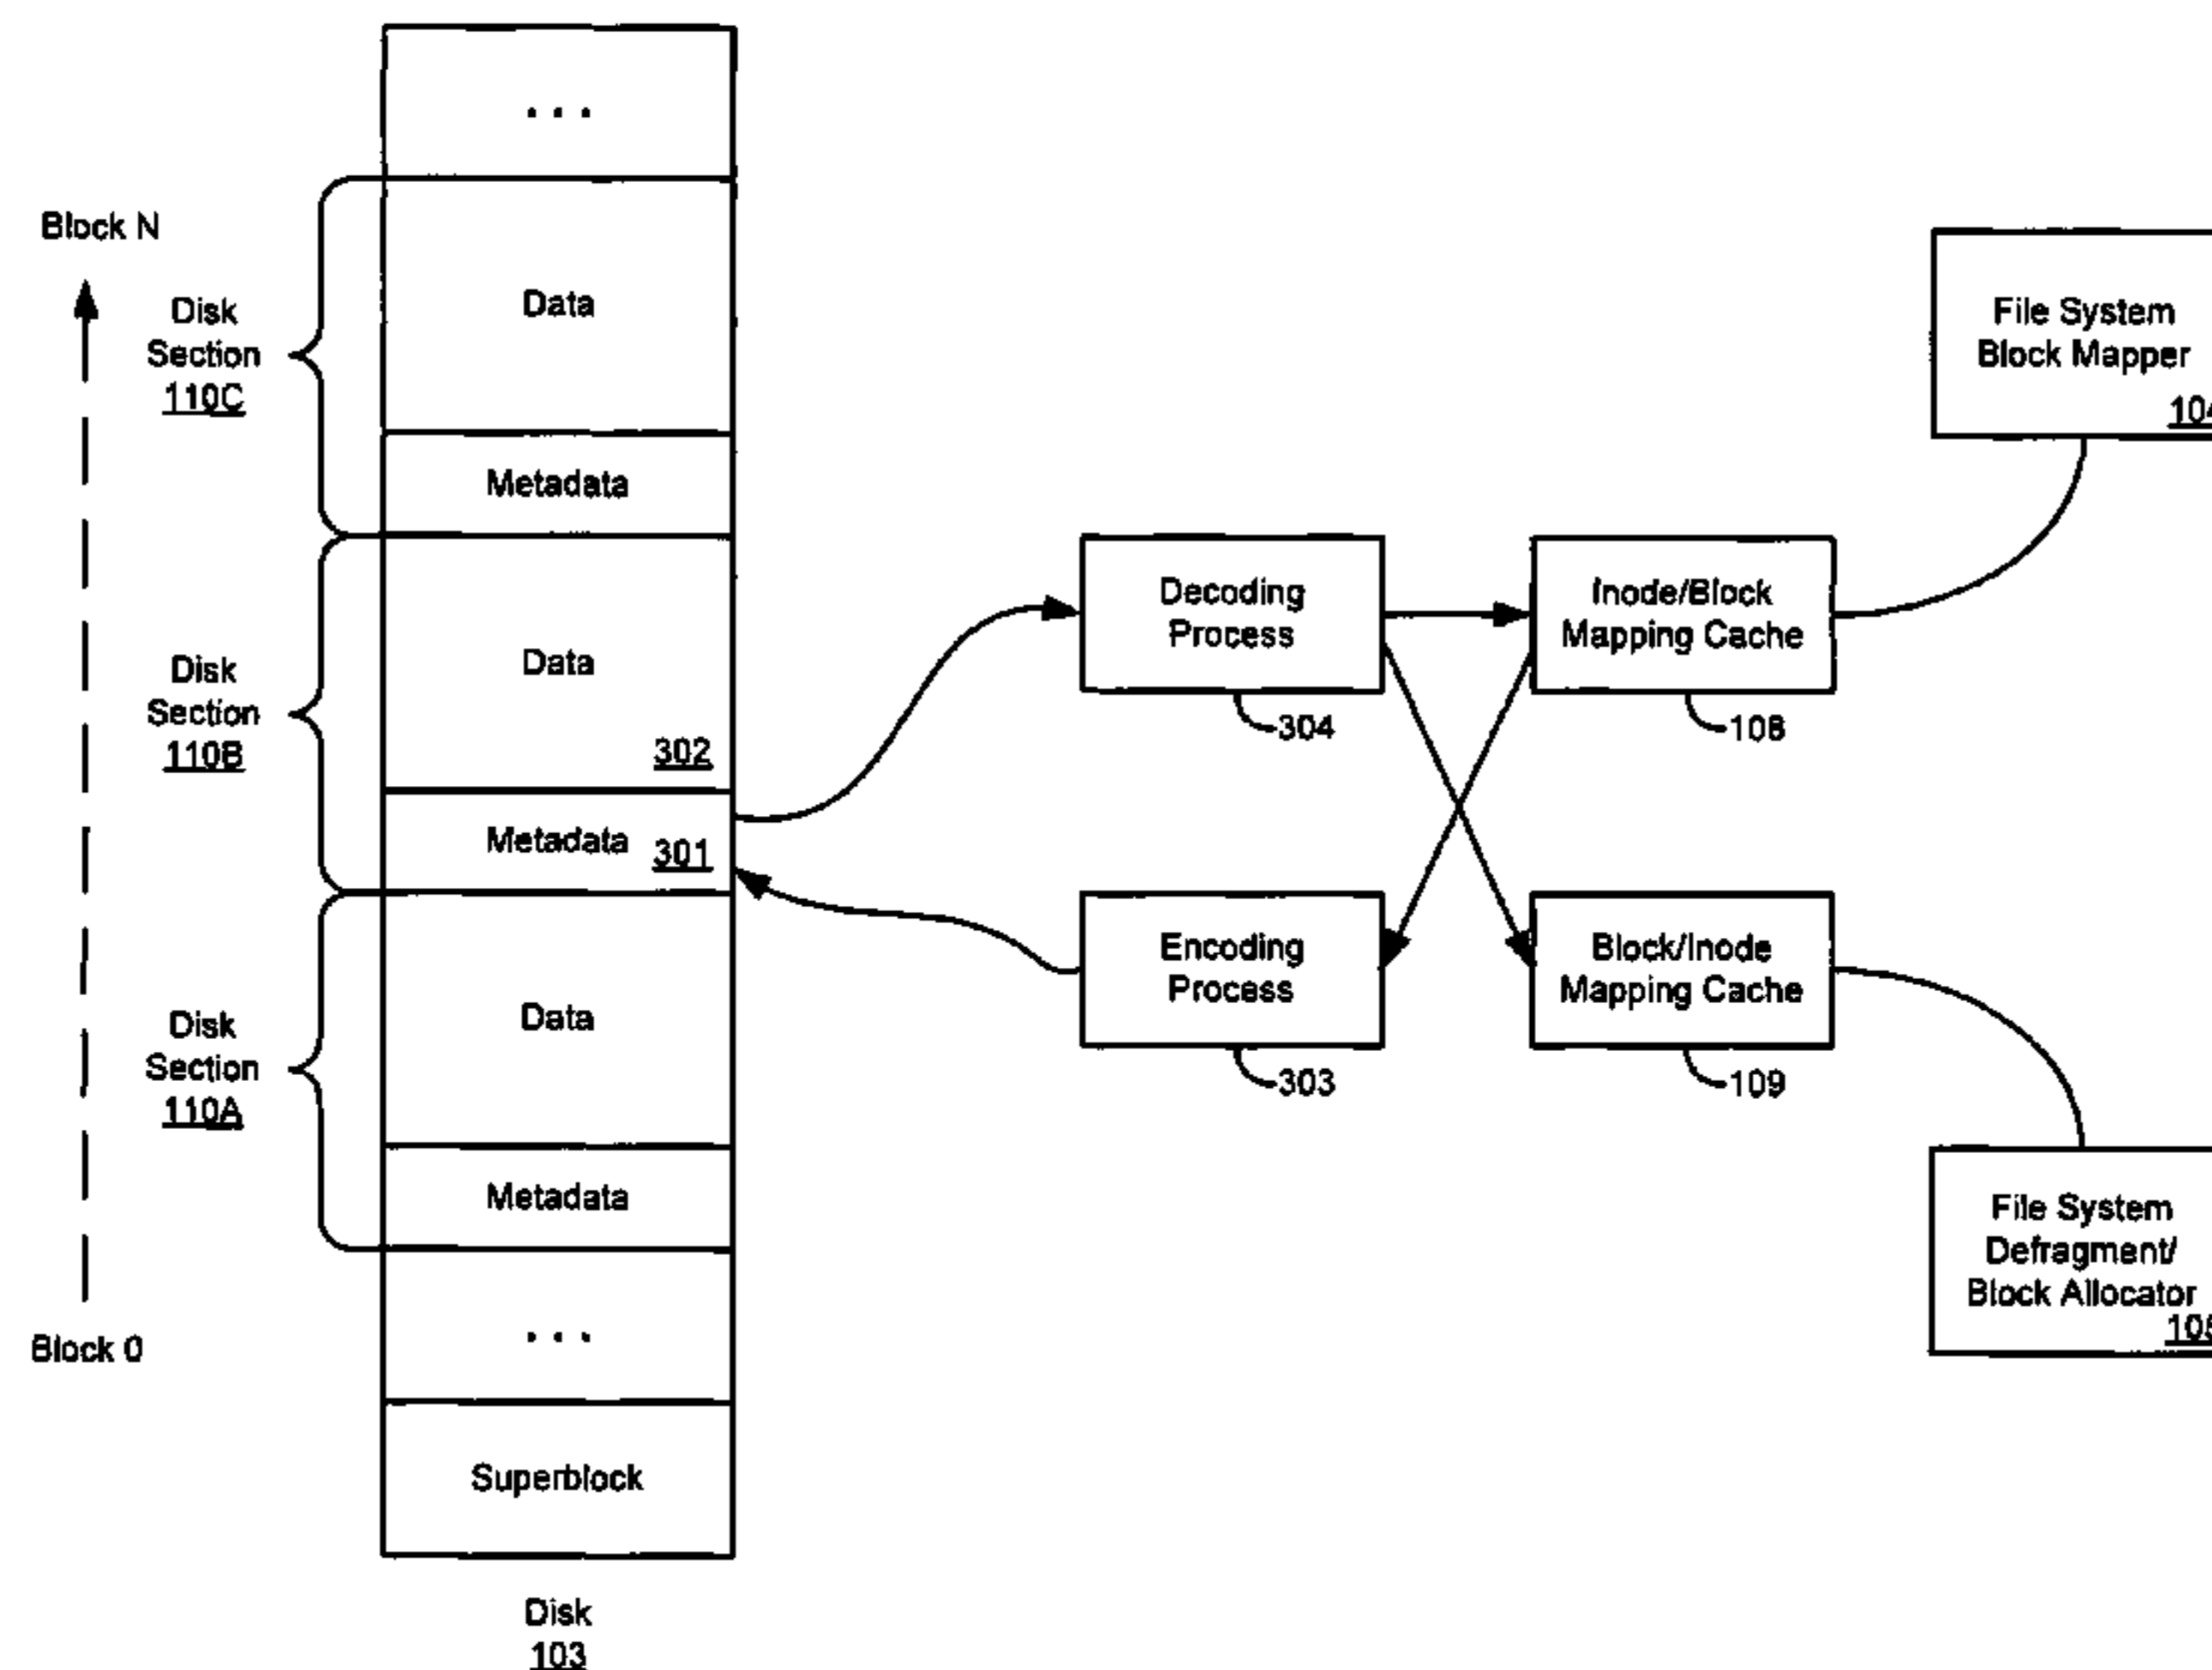 . . .
Block N
Disk
Section
110C
Data
Metadata
Disk
Section
110B
Data
302
Metadata 301
Disk
Section
110A
Data
Metadata
. . .
Block 0
Superblock
Disk
103
Decoding
Process
304
Inode/Block
Mapping Cache
108
Encoding
Process
303
Block/Inode
Mapping Cache
109
File System
Block Mapper
104
File System
Defragment/
Block Allocator
105